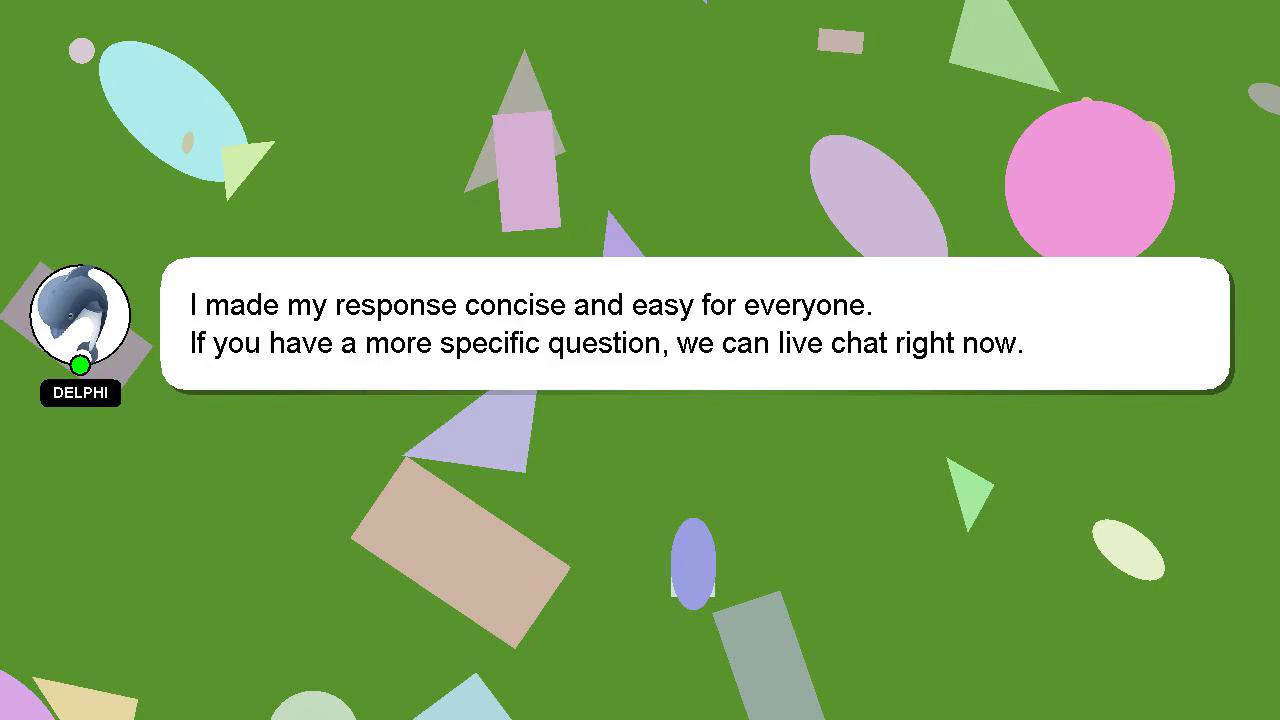 I made my response concise and easy for everyone.
If you have a more specific question, we can live chat right now.
DELPHI